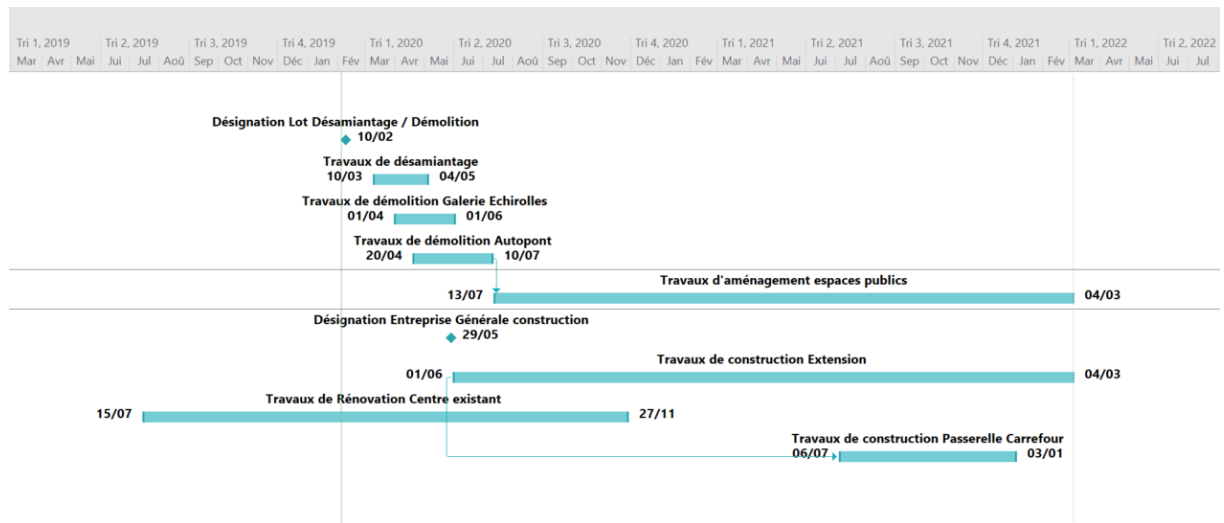 Tri 1, 2019 Tri 2, 2019 Tri 3, 2019 Tri 4, 2019 Tri 1, 2020 Tri 2, 2020 Tri 3, 2020 Tri 4, 2020 Tri 1, 2021 Tri 2, 2021 Tri 3, 2021 Tri 4, 2021 Tri 1, 2022 Tri 2, 2022
Mar Avr Mai Jui Jul Aoû Sep Oct Nov Déc Jan Fév Mar Avr Mai Jui Jul Aoû Sep Oct Nov Déc Jan Fév Mar Avr Mai Jui Jul Aoû Sep Oct Nov Déc Jan Fév Mar Avr Mai Jui Jul
Désignation Lot Désamiantage / Démolition
10/02
Travaux de désamiantage
10/03 04/05
Travaux de démolition Galerie Echirolles
01/04 01/06
Travaux de démolition Autopont
20/04 10/07
Travaux d'aménagement espaces publics
13/07 04/03
Désignation Entreprise Générale construction
29/05
Travaux de construction Extension
01/06 04/03
Travaux de Rénovation Centre existant
15/07 27/11
Travaux de construction Passerelle Carrefour
06/07 03/01